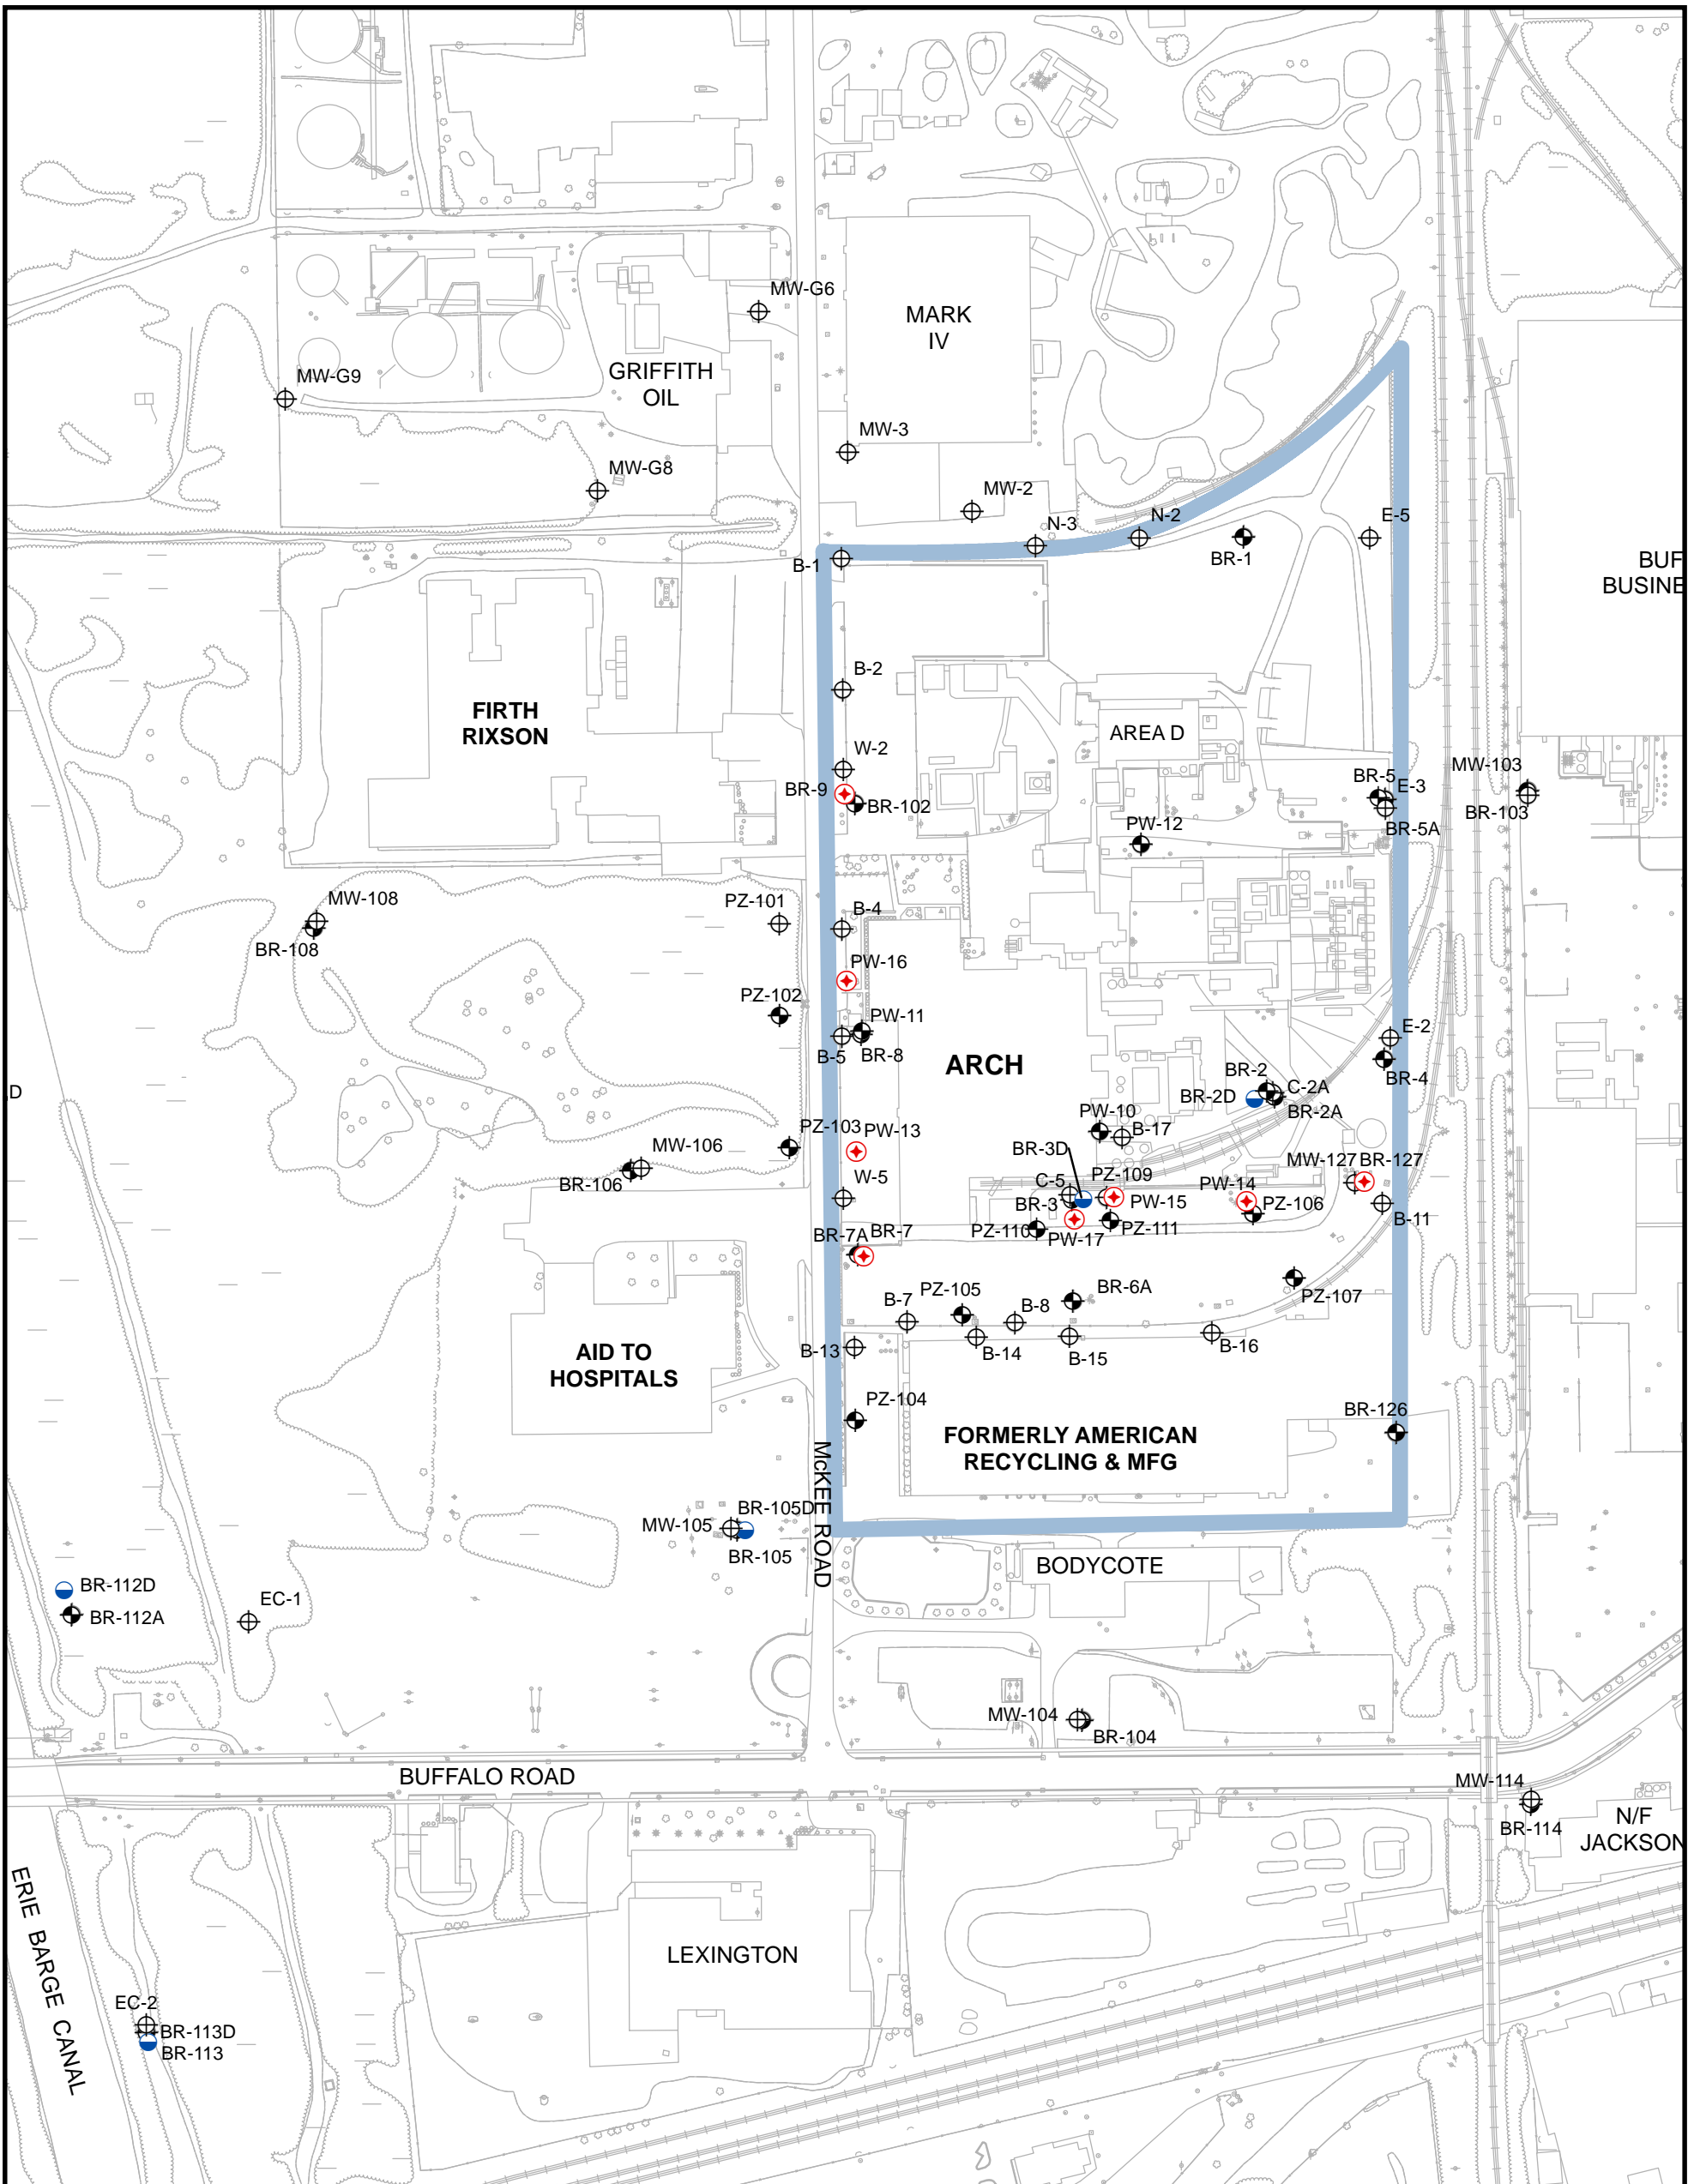 MW-G6
MARK
IV
MW-G9
GRIFFITH
OIL
MW-3
MW-G8
MW-2
N-3
N-2
E-5
BR-1
B-1
BUF
BUSINE
B-2
FIRTH
RIXSON
AREA D
W-2
MW-103
BR-5
E-3
BR-9
BR-102
BR-103
BR-5A
PW-12
MW-108
PZ-101
B-4
BR-108
PW-16
PZ-102
PW-11
E-2
B-5
BR-8
ARCH
BR-2
BR-4
D
BR-2D
C-2A
BR-2A
PW-10
B-17
PZ-103
PW-13
MW-106
BR-3D
MW-127
BR-127
BR-106
W-5
C-5
PZ-109
PW-14
BR-3
PW-15
PZ-106
B-11
BR-7A
BR-7
PZ-110
PW-17
PZ-111
BR-6A
PZ-107
B-7
PZ-105
B-8
B-13
B-14
B-15
B-16
AID TO
HOSPITALS
PZ-104
BR-126
FORMERLY AMERICAN
RECYCLING & MFG
McKEE ROAD
BR-105D
MW-105
BR-105
BODYCOTE
BR-112D
EC-1
BR-112A
MW-104
BR-104
BUFFALO ROAD
MW-114
N/F
JACKSON
BR-114
ERIE BARGE CANAL
LEXINGTON
EC-2
BR-113D
BR-113